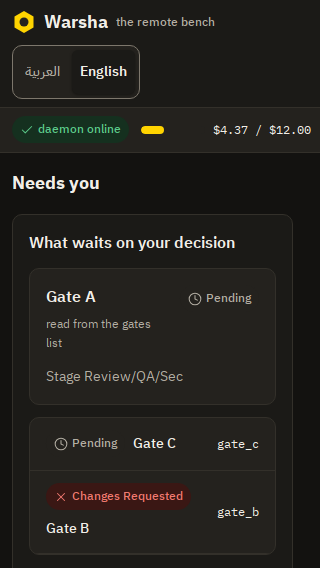 Warsha the remote bench
العربية English
daemon online $4.37 / $12.00
Needs you
What waits on your decision
Gate A Pending
read from the gates
list
Stage Review/QA/Sec
Pending Gate C gate_c
Changes Requested
gate_b
Gate B